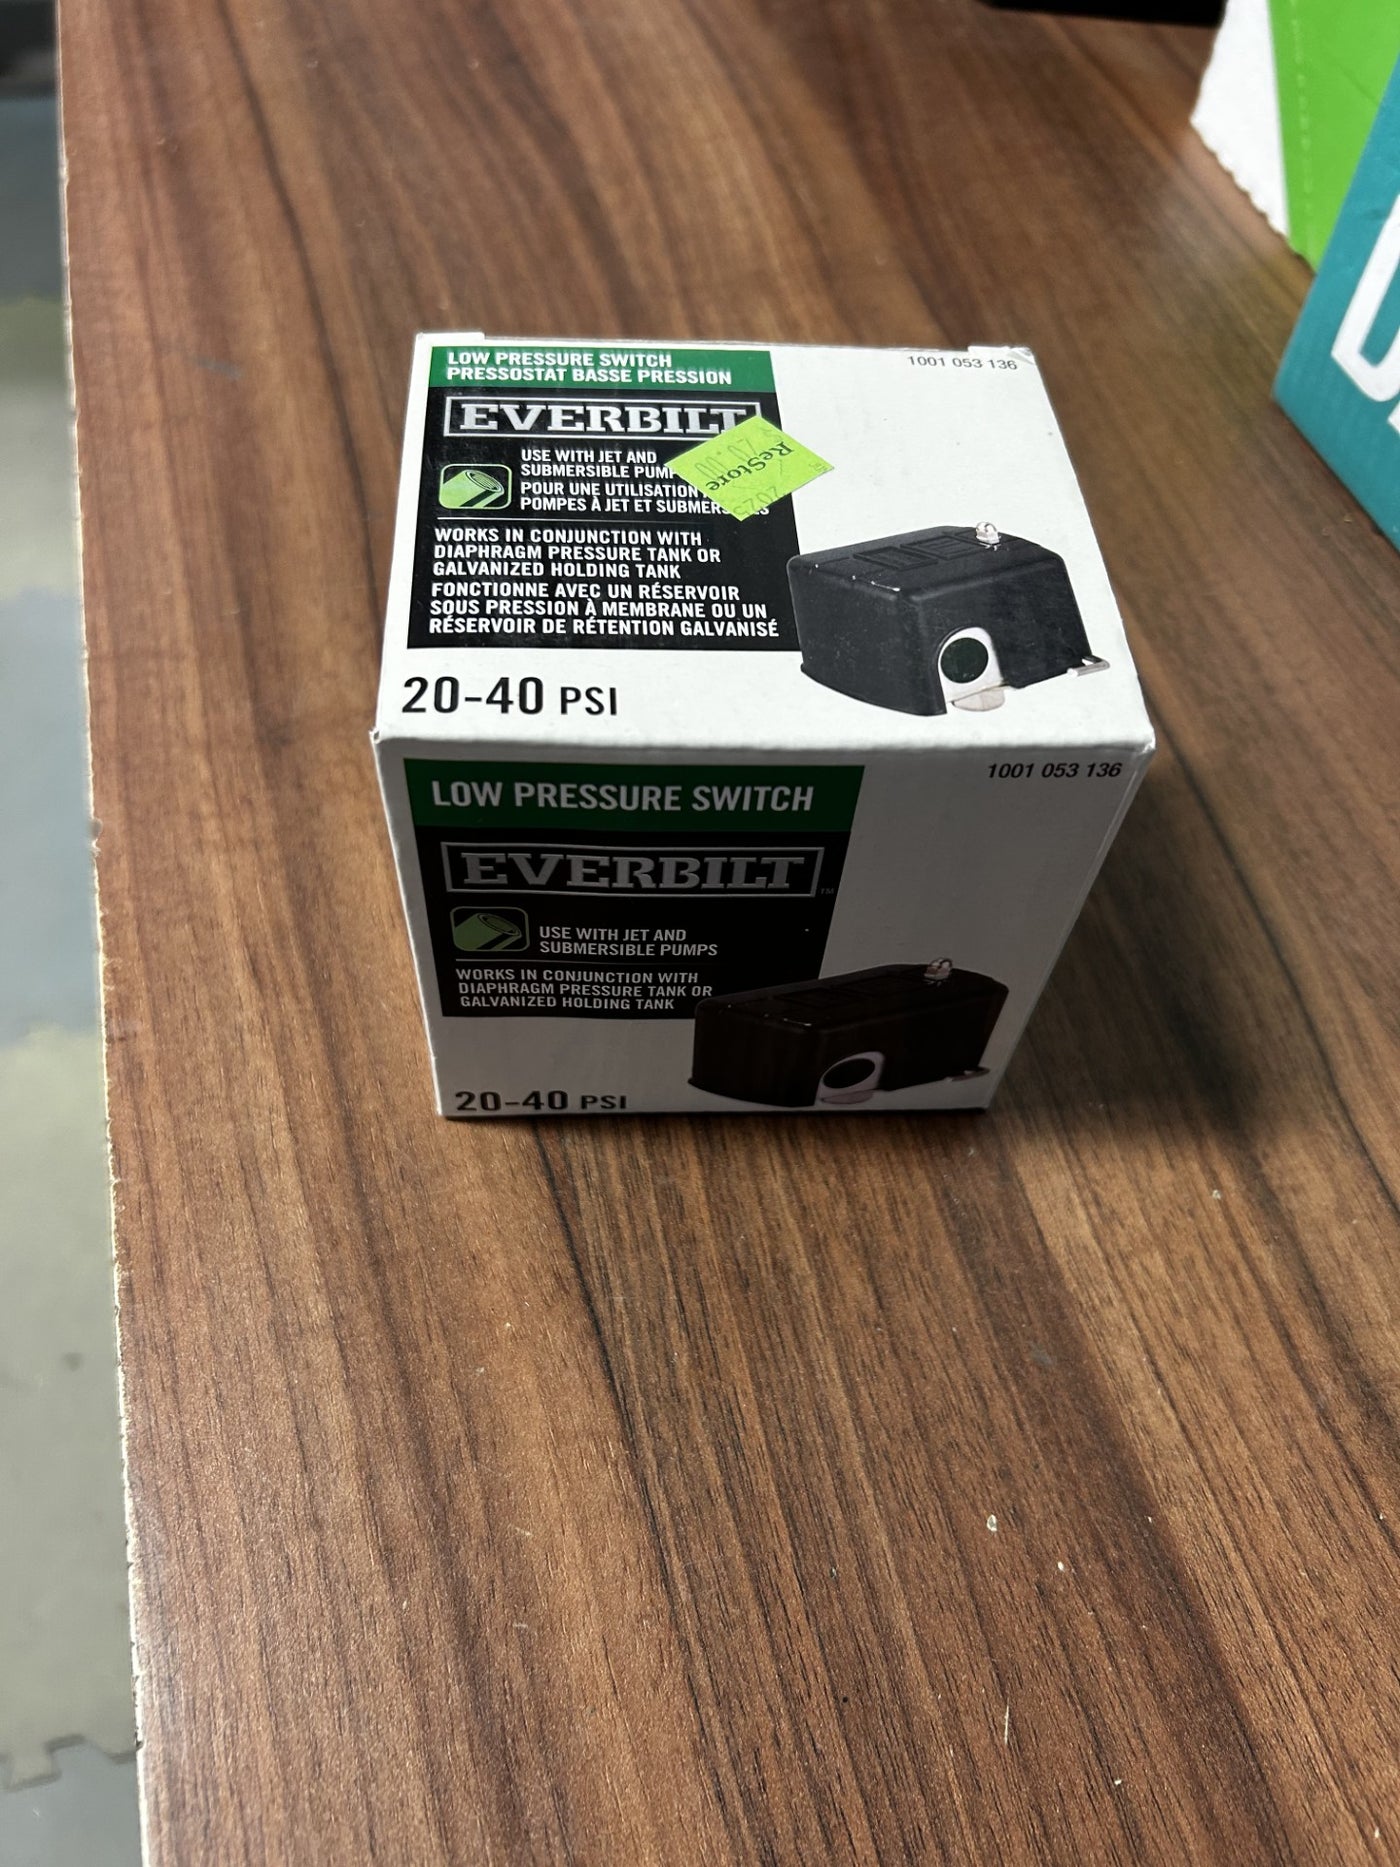 LOW PRESSURE SWITCH
PRESSOSTAT BASSE PRESSION
1001 053 136
EVERBILT
USE WITH JET AND
SUBMERSIBLE
POUR UNE UTILISATION
POMPES À JET ET
ReStore
WORKS IN CONJUNCTION WITH
DIAPHRAGM PRESSURE TANK OR
GALVANIZED HOLDING TANK
FONCTIONNE AVEC UN RÉSERVOIR
SOUS PRESSION À MEMBRANE OU UN
RÉSERVOIR DE RÉTENTION GALVANISÉ
20-40 PSI
LOW PRESSURE SWITCH
1001 053 136
EVERBILT™
USE WITH JET AND
SUBMERSIBLE PUMPS
WORKS IN CONJUNCTION WITH
DIAPHRAGM PRESSURE TANK OR
GALVANIZED HOLDING TANK
20-40 PSI